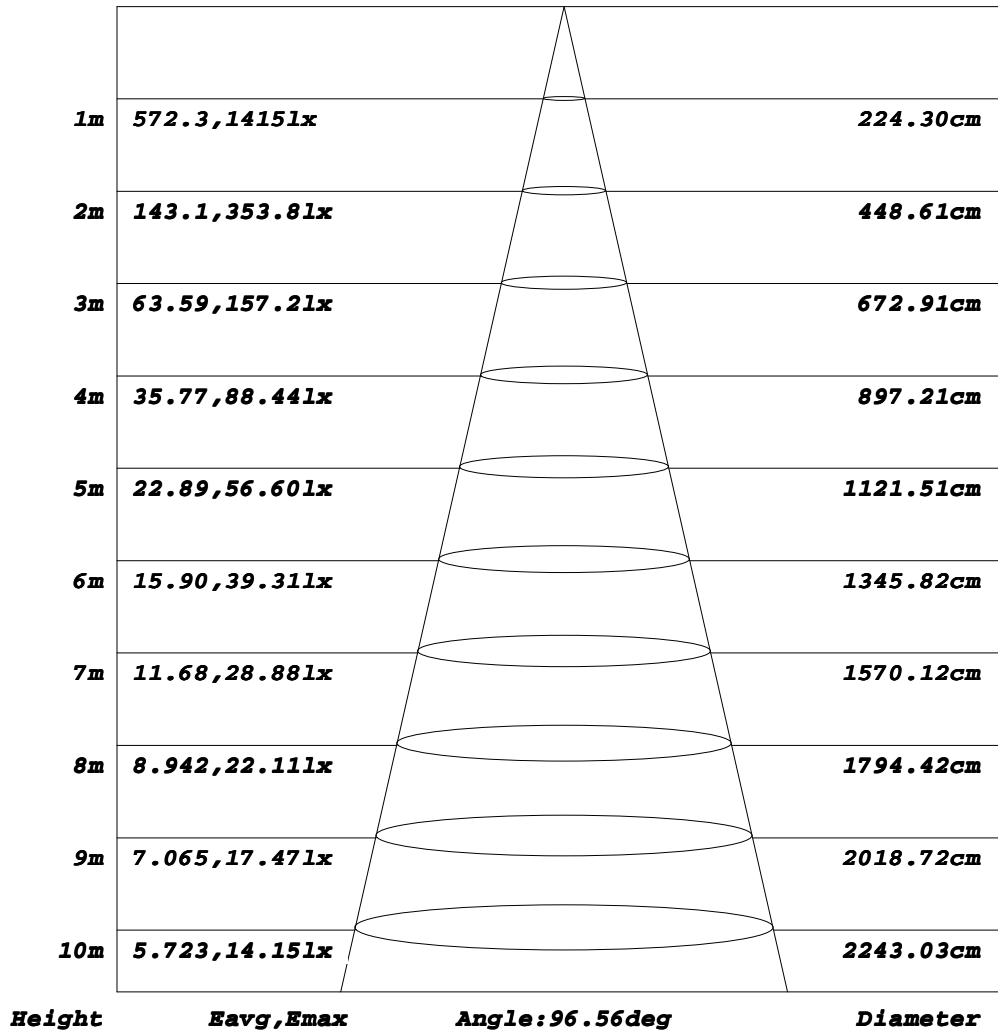 1m 572.3,1415lx 224.30cm
2m 143.1,353.8lx 448.61cm
3m 63.59,157.2lx 672.91cm
4m 35.77,88.44lx 897.21cm
5m 22.89,56.60lx 1121.51cm
6m 15.90,39.31lx 1345.82cm
7m 11.68,28.88lx 1570.12cm
8m 8.942,22.11lx 1794.42cm
9m 7.065,17.47lx 2018.72cm
10m 5.723,14.15lx 2243.03cm
Height Eavg,Emax Angle:96.56deg Diameter